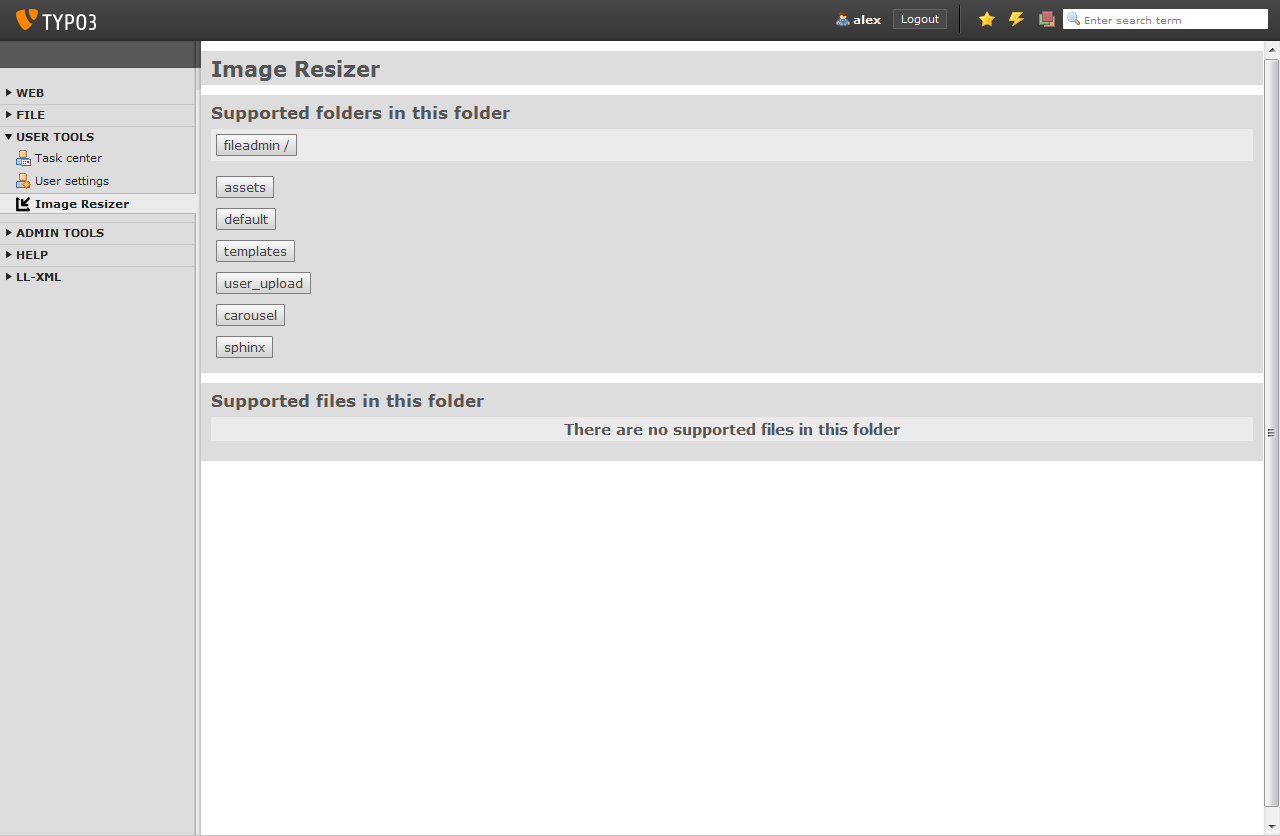 TYPO3
alex
Logout
Enter search term
WEB
FILE
USER TOOLS
Task center
User settings
Image Resizer
ADMIN TOOLS
HELP
LL-XML
Image Resizer
Supported folders in this folder
fileadmin /
assets
default
templates
user_upload
carousel
sphinx
Supported files in this folder
There are no supported files in this folder